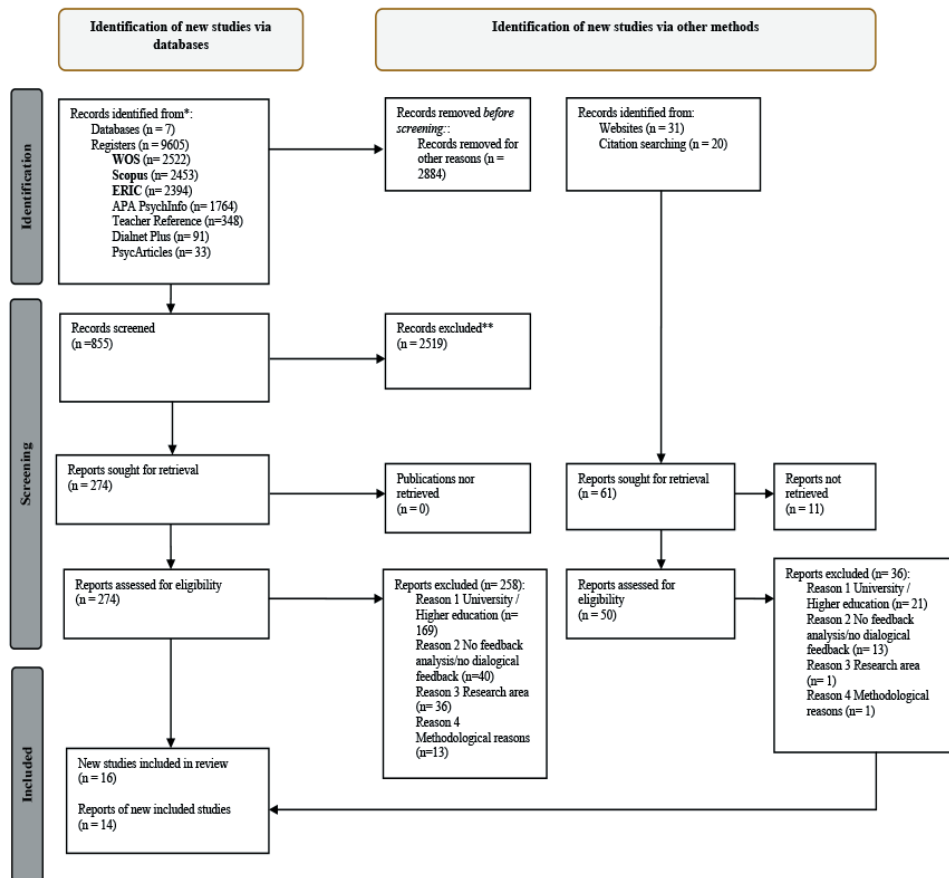 Identification of new studies via
databases
Identification of new studies via other methods
Identification
Records identified from*:
Databases (n = 7)
Registers (n = 9605)
WOS (n= 2522)
Scopus (n = 2453)
ERIC (n = 2394)
APA PsychInfo (n= 1764)
Teacher Reference (n=348)
Dialnet Plus (n= 91)
PsycArticles (n= 33)
Records removed before
screening::
Records removed for
other reasons (n =
2884)
Records identified from:
Websites (n = 31)
Citation searching (n = 20)
Screening
Records screened
(n =855)
Records excluded**
(n = 2519)
Reports sought for retrieval
(n = 274)
Publications nor
retrieved
(n = 0)
Reports sought for retrieval
(n = 61)
Reports not
retrieved
(n = 11)
Reports assessed for eligibility
(n = 274)
Reports excluded (n= 258):
Reason 1 University /
Higher education (n=
169)
Reason 2 No feedback
analysis/no dialogical
feedback (n=40)
Reason 3 Research area
(n= 36)
Reason 4
Methodological reasons
(n=13)
Reports assessed for
eligibility
(n = 50)
Reports excluded (n= 36):
Reason 1 University /
Higher education (n= 21)
Reason 2 No feedback
analysis/no dialogical
feedback (n= 13)
Reason 3 Research area
(n= 1)
Reason 4 Methodological
reasons (n= 1)
Included
New studies included in review
(n = 16)
Reports of new included studies
(n = 14)